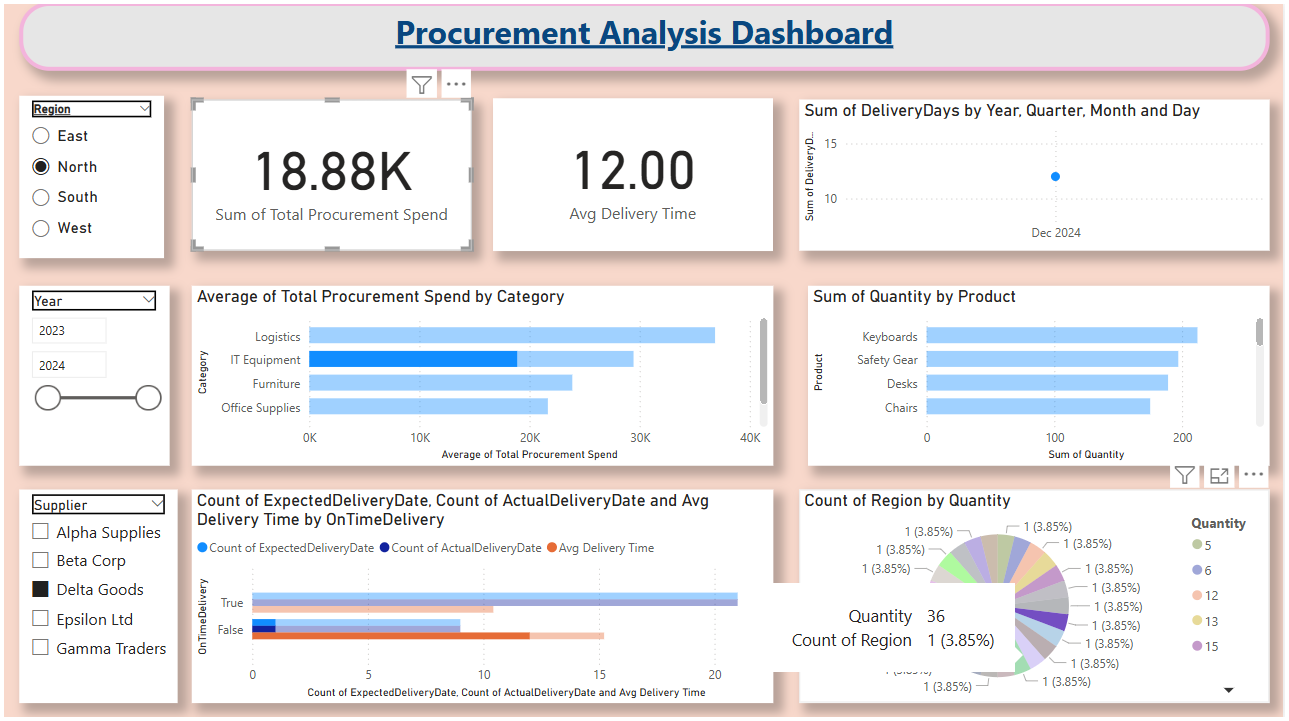 Procurement Analysis Dashboard
Region
East
North
South
West
18.88K
Sum of Total Procurement Spend
12.00
Avg Delivery Time
Sum of DeliveryDays by Year, Quarter, Month and Day
Sum of DeliveryD...
15
10
Dec 2024
Year
2023
2024
Average of Total Procurement Spend by Category
Category
Logistics
IT Equipment
Furniture
Office Supplies
0K 10K 20K 30K 40K
Average of Total Procurement Spend
Sum of Quantity by Product
Product
Keyboards
Safety Gear
Desks
Chairs
0 100 200
Sum of Quantity
Supplier
Alpha Supplies
Beta Corp
Delta Goods
Epsilon Ltd
Gamma Traders
Count of ExpectedDeliveryDate, Count of ActualDeliveryDate and Avg
Delivery Time by OnTimeDelivery
Count of ExpectedDeliveryDate Count of ActualDeliveryDate Avg Delivery Time
OnTimeDelivery
True
False
0 5 10 15 20
Count of ExpectedDeliveryDate, Count of ActualDeliveryDate and Avg Delivery Time
Count of Region by Quantity
1 (3.85%)
1 (3.85%)
1 (3.85%)
1 (3.85%)
1 (3.85%)
1 (3.85%)
1 (3.85%)
1 (3.85%)
1 (3.85%)
1 (3.85%)
1 (3.85%)
1 (3.85%)
1 (3.85%)
1 (3.85%)
Quantity 36
Count of Region 1 (3.85%)
Quantity
5
6
12
13
15